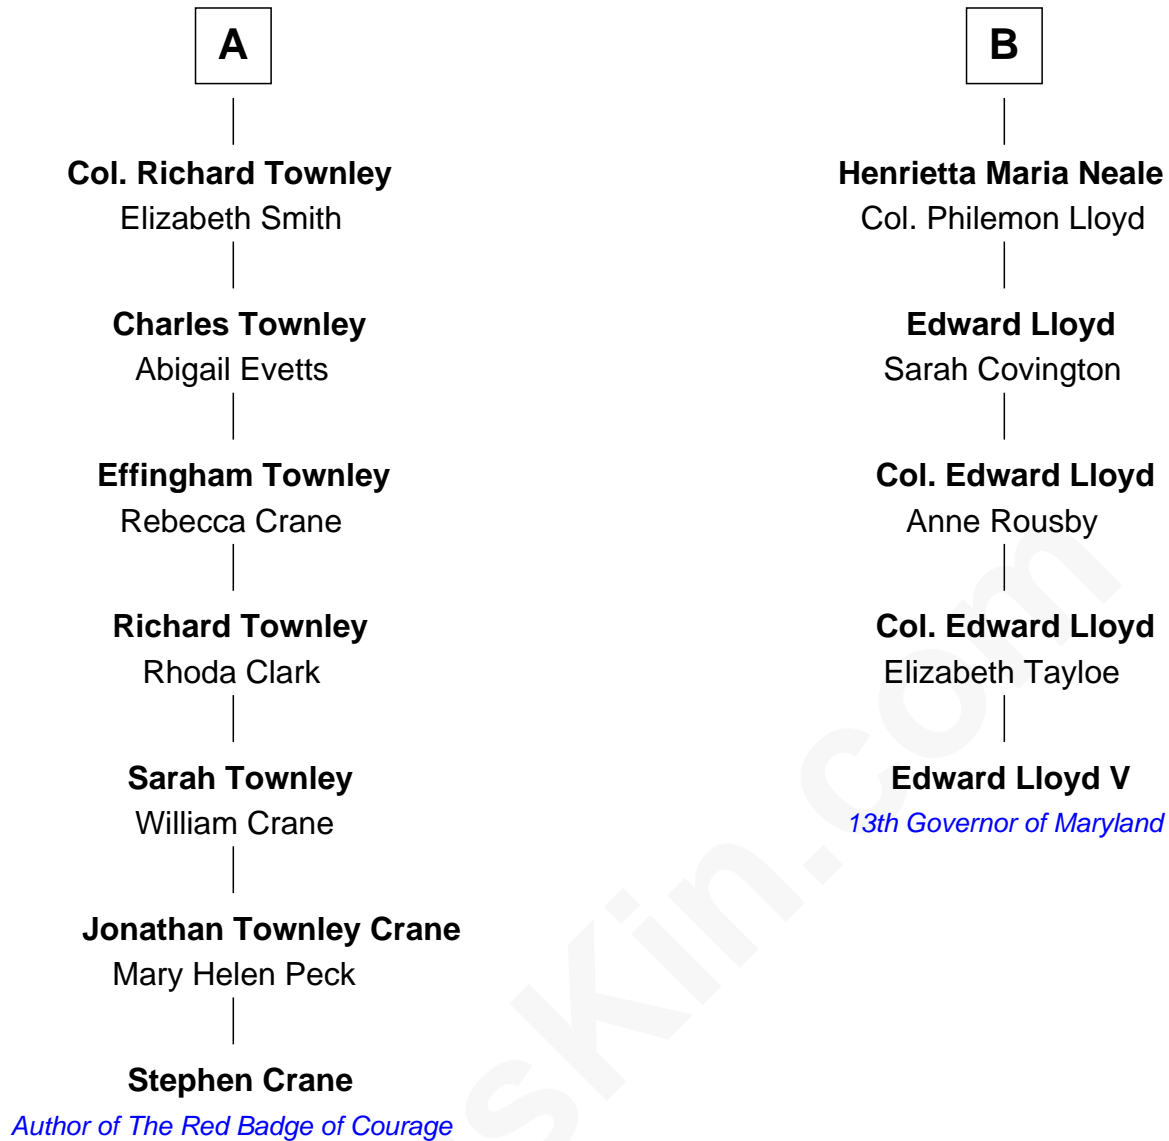 A
Col. Richard Townley
Elizabeth Smith
Charles Townley
Abigail Evetts
Effingham Townley
Rebecca Crane
Richard Townley
Rhoda Clark
Sarah Townley
William Crane
Jonathan Townley Crane
Mary Helen Peck
Stephen Crane
Author of The Red Badge of Courage
B
Henrietta Maria Neale
Col. Philemon Lloyd
Edward Lloyd
Sarah Covington
Col. Edward Lloyd
Anne Rousby
Col. Edward Lloyd
Elizabeth Tayloe
Edward Lloyd V
13th Governor of Maryland
sKin.com